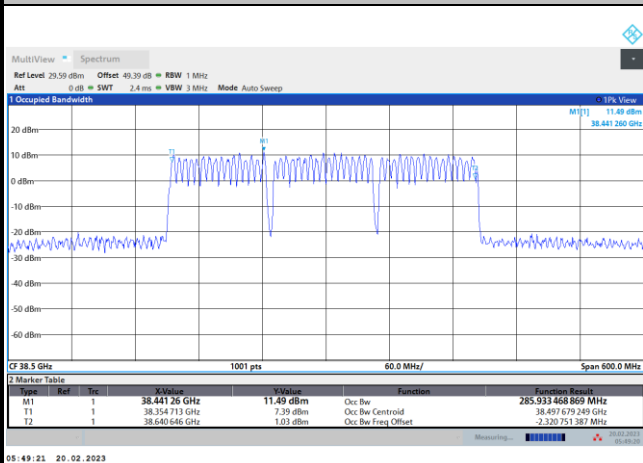 MultiView Spectrum
Ref Level 29.59 dBm Offset 49.39 dB RBW 1 MHz
Att 0 dB SWT 2.4 ms VBW 3 MHz Mode Auto Sweep
1 Occupied Bandwidth 1Pk View
M1[1] 11.49 dBm
38.441 260 GHz
M1
T1
20 dBm
10 dBm
0 dBm
-10 dBm
-20 dBm
-30 dBm
-40 dBm
-50 dBm
-60 dBm
CF 38.5 GHz 1001 pts 60.0 MHz/ Span 600.0 MHz
2 Marker Table
Type Ref Trc X-Value Y-Value Function Function Result
M1 1 38.441 26 GHz 11.49 dBm Occ Bw 285.933 468 869 MHz
T1 1 38.354 713 GHz 7.39 dBm Occ Bw Centroid 38.497 679 249 GHz
T2 1 38.640 646 GHz 1.03 dBm Occ Bw Freq Offset -2.320 751 387 MHz
Measuring... 20.02.2023
05:49:20
05:49:21 20.02.2023